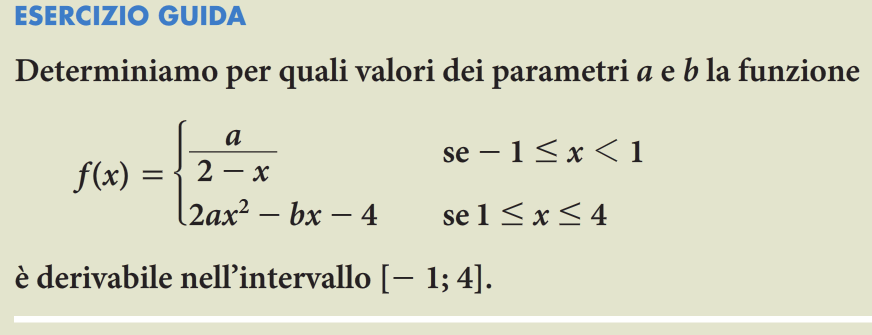 ESERCIZIO GUIDA
Determiniamo per quali valori dei parametri a e b la funzione
f(x) = { a / (2 − x)   se − 1 ≤ x < 1
2ax² − bx − 4   se 1 ≤ x ≤ 4
è derivabile nell'intervallo [− 1; 4].